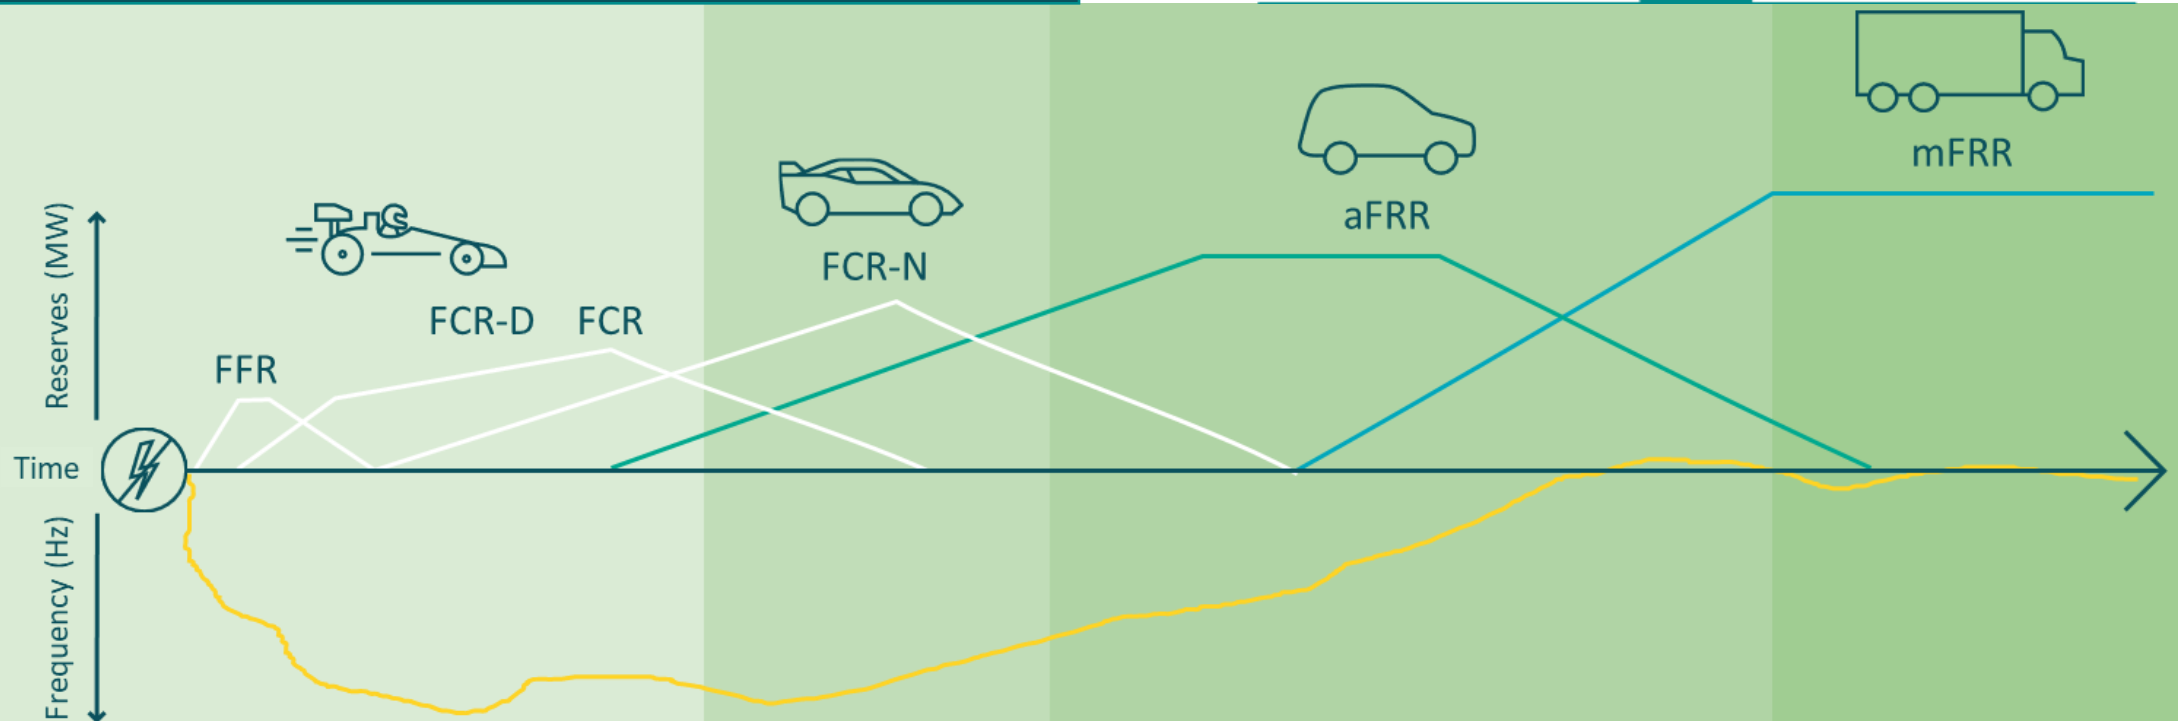 mFRR
aFRR
FCR-N
FCR-D
FCR
FFR
Reserves (MW)
Time
Frequency (Hz)